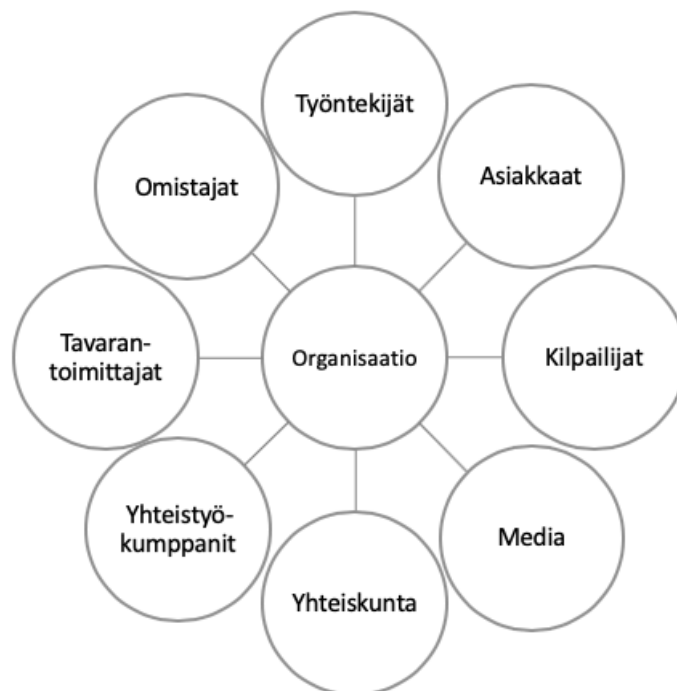 Työntekijät
Asiakkaat
Omistajat
Tavaran-
toimittajat
Organisaatio
Kilpailijat
Yhteistyö-
kumppanit
Media
Yhteiskunta